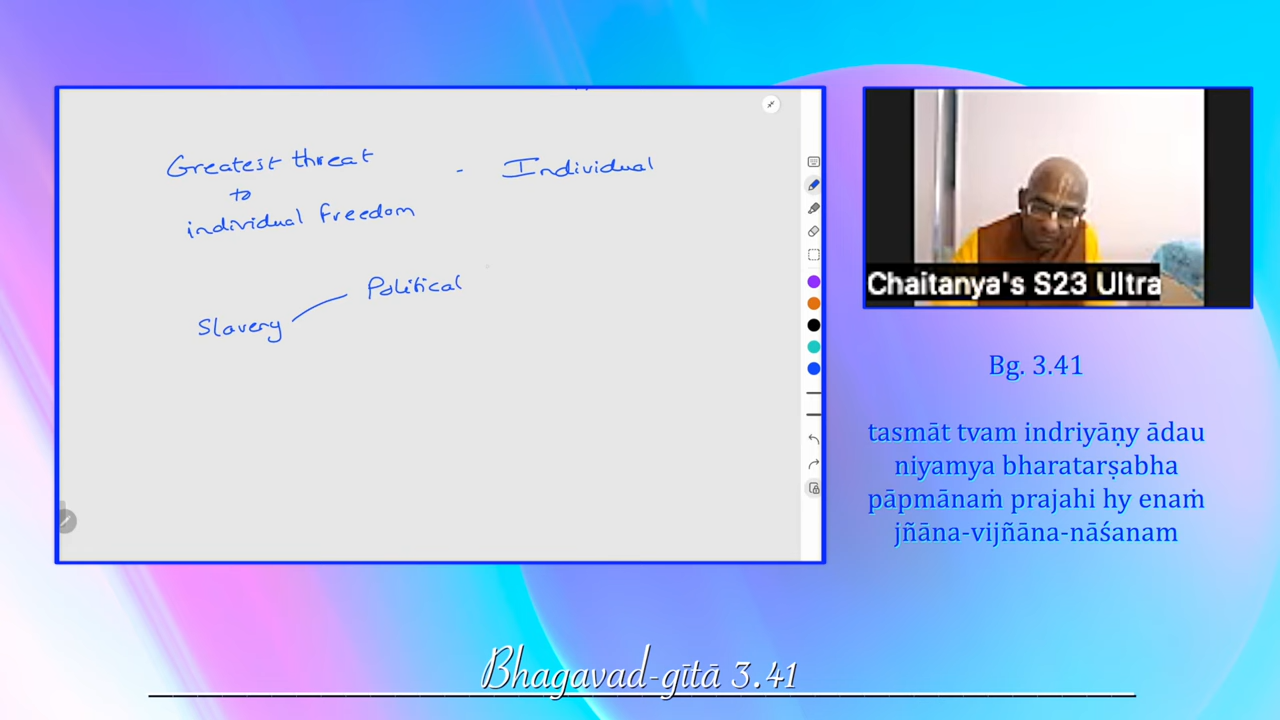 Greatest threat
to
individual freedom
- Individual
Political
Slavery
Chaitanya's S23 Ultra
Bg. 3.41
tasmāt tvam indriyāṇy ādau
niyamya bharatarṣabha
pāpmānaṁ prajahi hy enaṁ
jñāna-vijñāna-nāśanam
Bhagavad-gītā 3.41